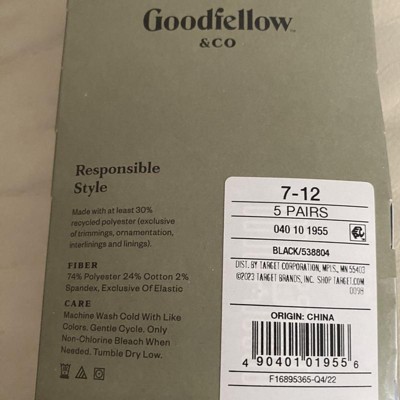 Goodfellow™
& CO
Responsible
Style
Made with at least 30%
recycled polyester (exclusive
of trimmings, ornamentation,
interlinings and linings).
FIBER
74% Polyester 24% Cotton 2%
Spandex, Exclusive Of Elastic
CARE
Machine Wash Cold With Like
Colors. Gentle Cycle. Only
Non-Chlorine Bleach When
Needed. Tumble Dry Low.
7-12
5 PAIRS
040 10 1955
BLACK/538804
DIST. BY TARGET CORPORATION, MPLS, MN 55403
©2023 TARGET BRANDS, INC. SHOP TARGET.COM
009H
ORIGIN: CHINA
4 90401 01955 6
F16895365-Q4/22